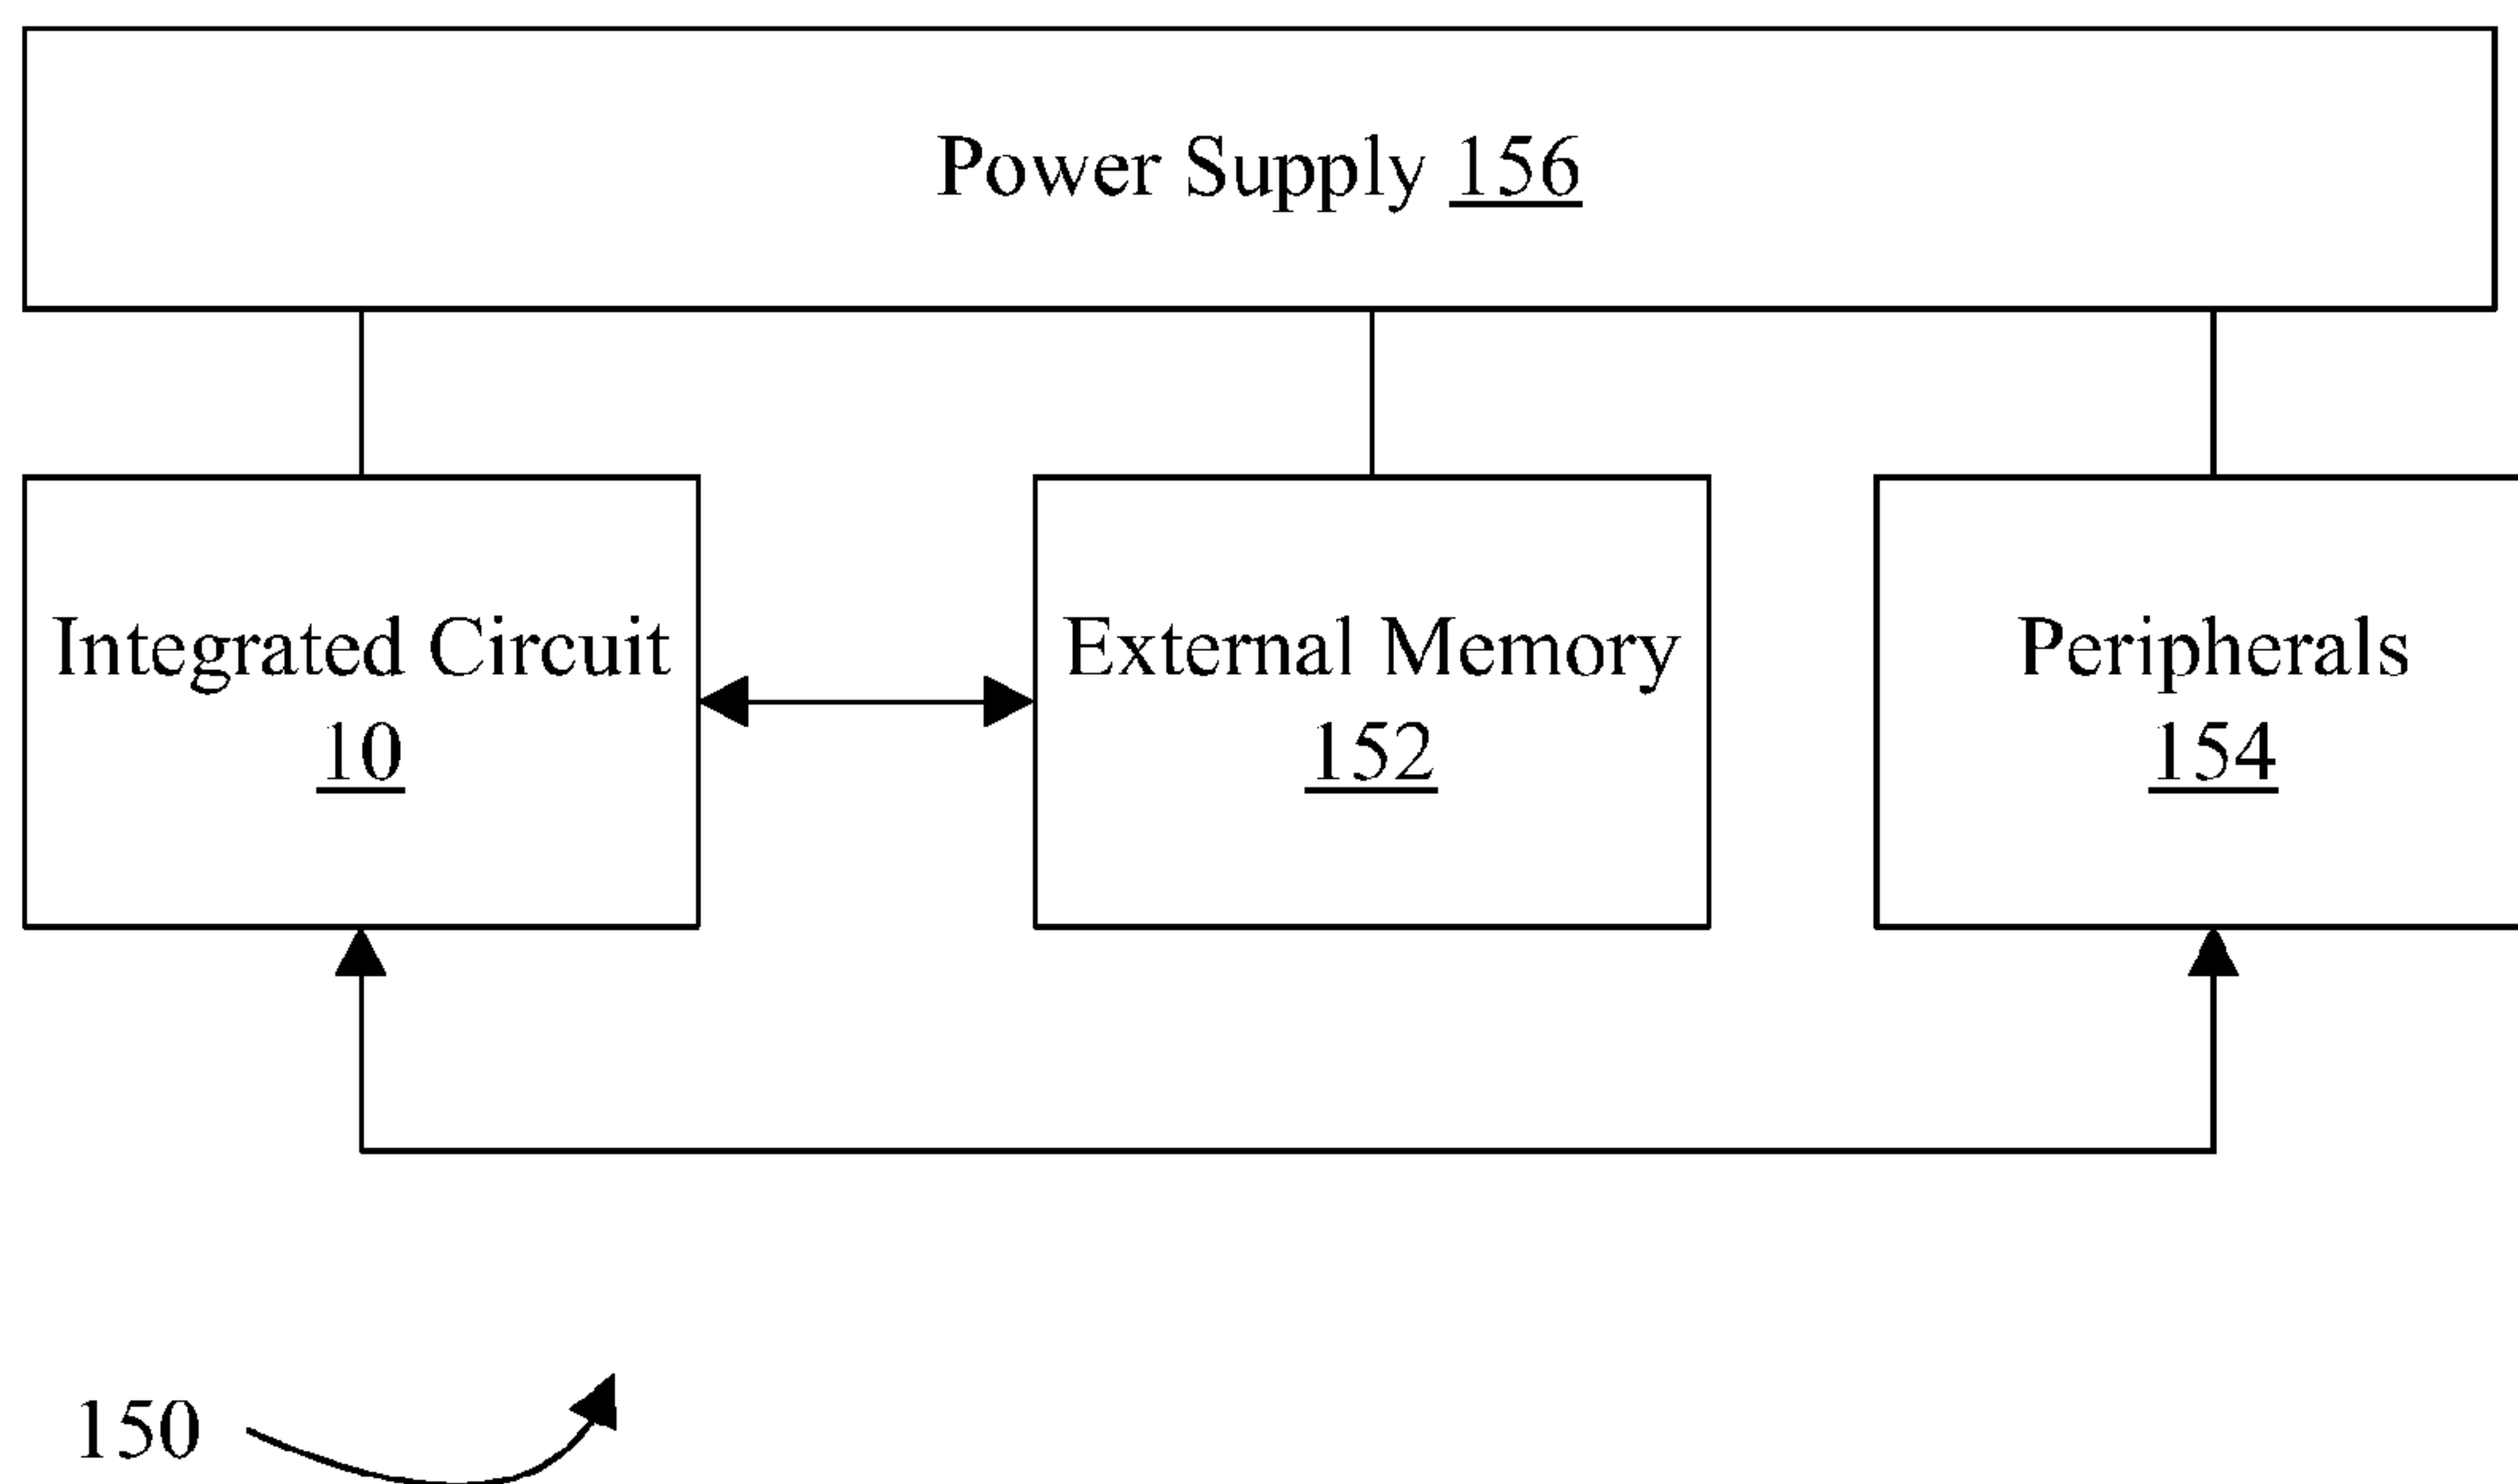 Power Supply 156
Integrated Circuit
10
External Memory
152
Peripherals
154
150